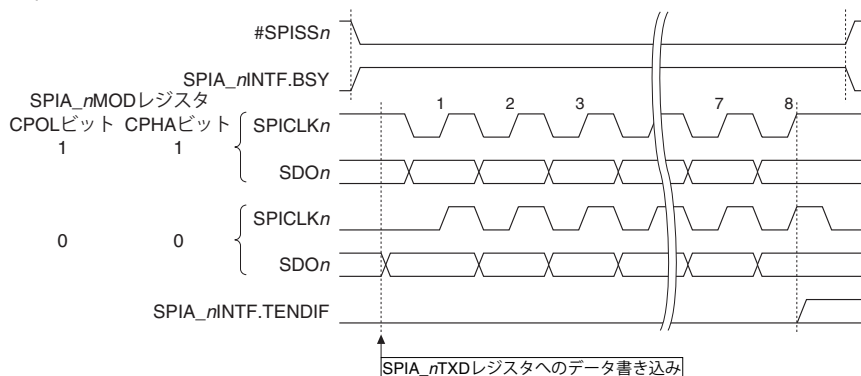 #SPISSn
SPIA_nINTF.BSY
SPIA_nMODレジスタ
CPOLビット CPHAビット
1 2 3 7 8
1 1
SPICLKn
SDOn
0 0
SPICLKn
SDOn
SPIA_nINTF.TENDIF
SPIA_nTXDレジスタへのデータ書き込み